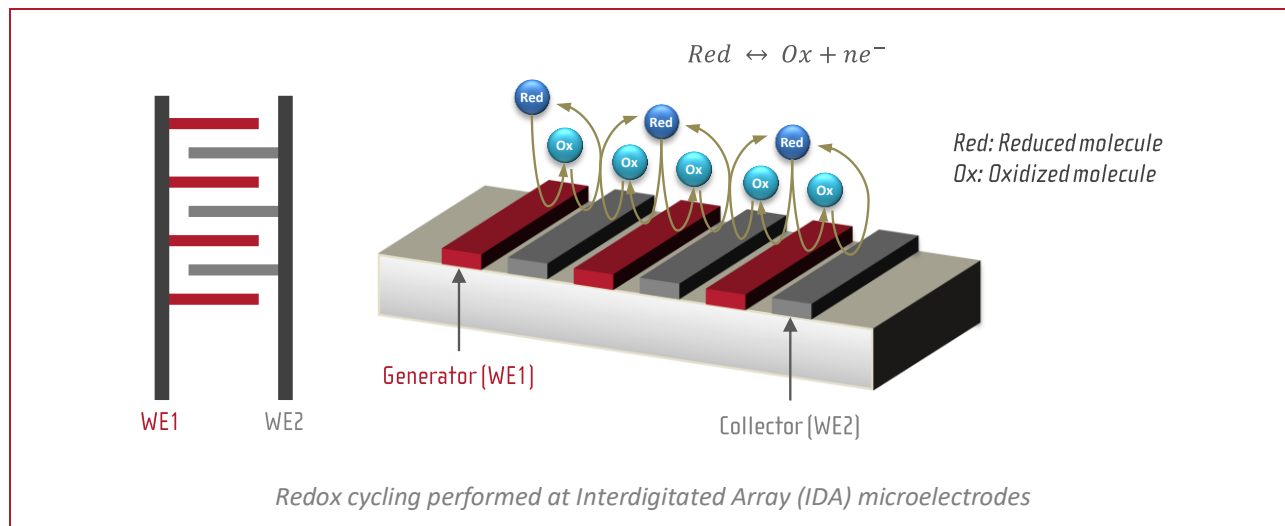 Red ↔ Ox + ne⁻
Red
Red
Red
Ox
Ox
Ox
Ox
Ox
Red: Reduced molecule
Ox: Oxidized molecule
Generator (WE1)
Collector (WE2)
WE1
WE2
Redox cycling performed at Interdigitated Array (IDA) microelectrodes